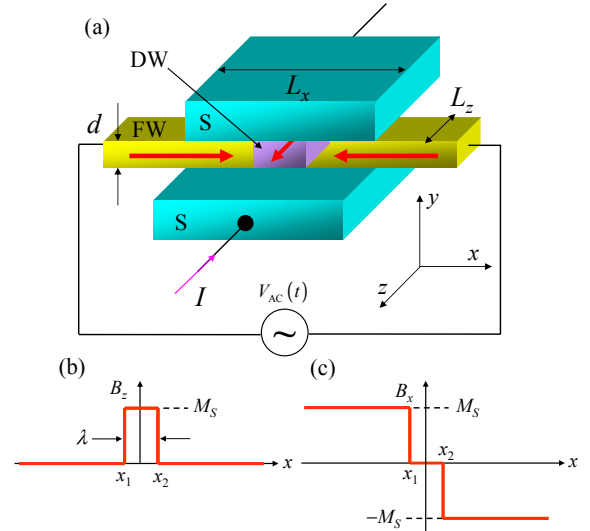 (a)
DW
L_x
L_z
d
FW
S
S
y
x
z
I
V_AC(t)
~
(b)
(c)
B_z
M_S
λ
x
x_1
x_2
B_x
M_S
x_2
x
x_1
−M_S